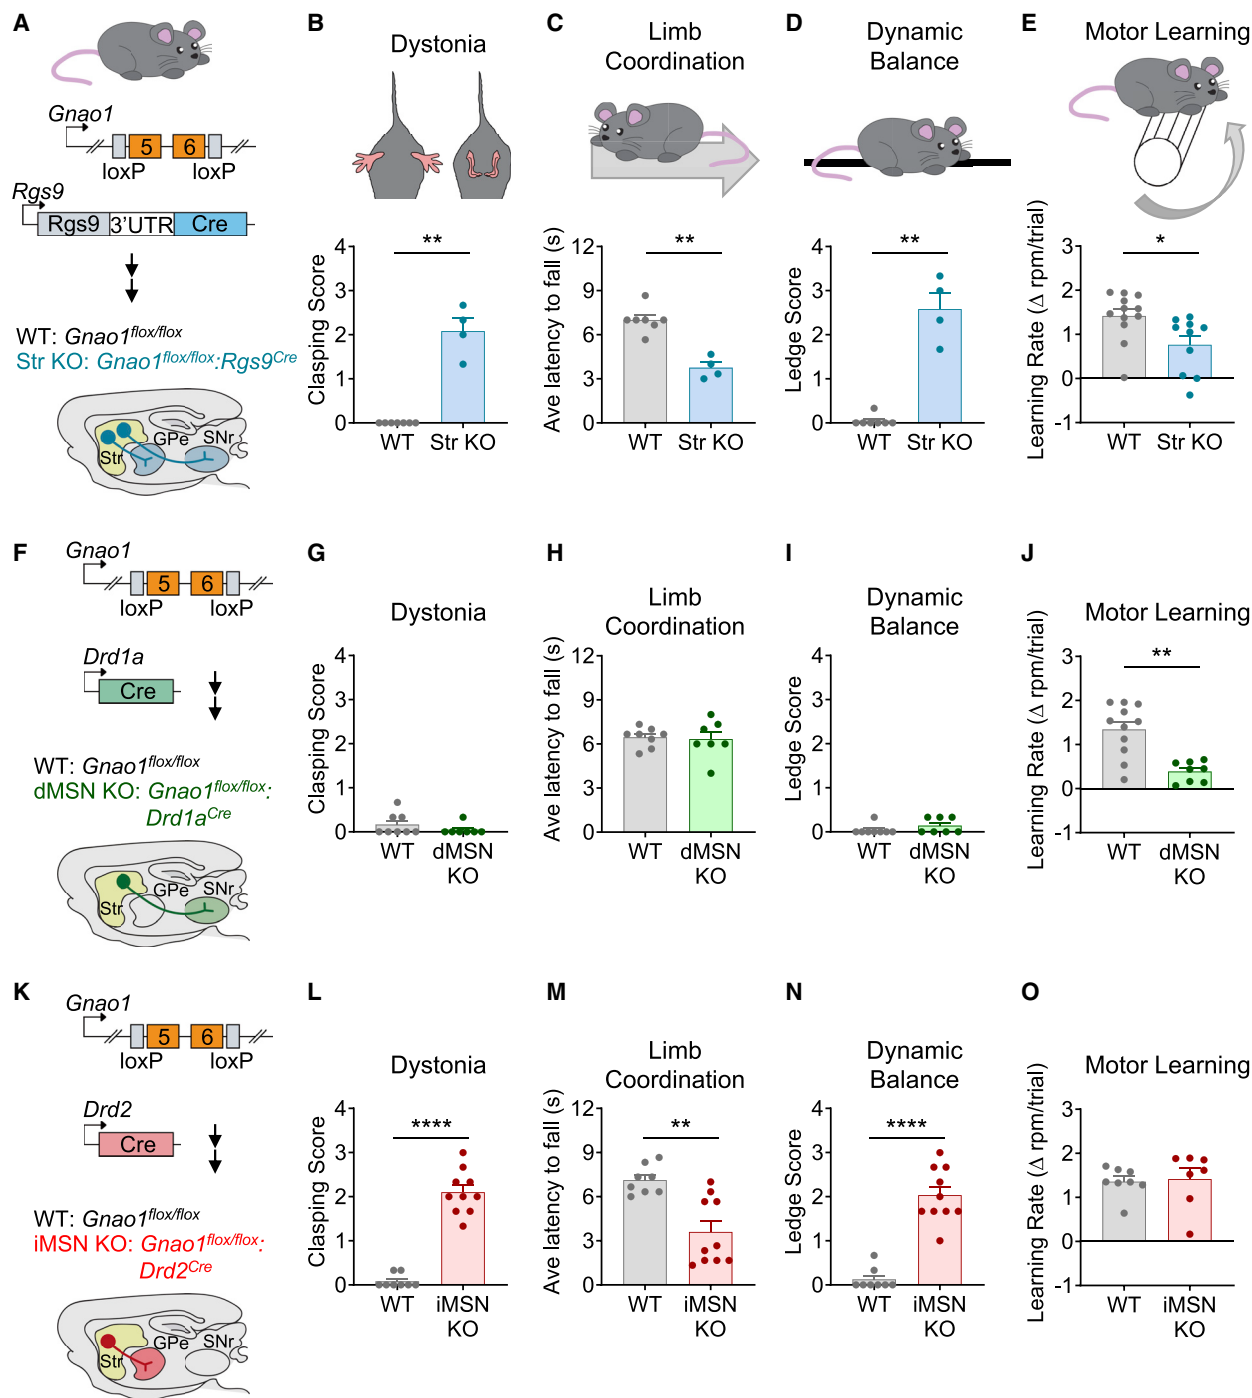 A
Gnao1
5 6
loxP loxP
Rgs9
Rgs9 3'UTR Cre
WT: Gnao1flox/flox
Str KO: Gnao1flox/flox:Rgs9Cre
Str GPe SNr
B
Dystonia
Clasping Score
4
3
2
1
0
**
WT Str KO
C
Limb
Coordination
Ave latency to fall (s)
12
9
6
3
0
**
WT Str KO
D
Dynamic
Balance
Ledge Score
4
3
2
1
0
**
WT Str KO
E
Motor Learning
Learning Rate (Δ rpm/trial)
3
2
1
0
-1
*
WT Str KO
F
Gnao1
5 6
loxP loxP
Drd1a
Cre
WT: Gnao1flox/flox
dMSN KO: Gnao1flox/flox:
Drd1aCre
Str GPe SNr
G
Dystonia
Clasping Score
4
3
2
1
0
WT dMSN
KO
H
Limb
Coordination
Ave latency to fall (s)
12
9
6
3
0
WT dMSN
KO
I
Dynamic
Balance
Ledge Score
4
3
2
1
0
WT dMSN
KO
J
Motor Learning
Learning Rate (Δ rpm/trial)
3
2
1
0
-1
**
WT dMSN
KO
K
Gnao1
5 6
loxP loxP
Drd2
Cre
WT: Gnao1flox/flox
iMSN KO: Gnao1flox/flox:
Drd2Cre
Str GPe SNr
L
Dystonia
Clasping Score
4
3
2
1
0
****
WT iMSN
KO
M
Limb
Coordination
Ave latency to fall (s)
12
9
6
3
0
**
WT iMSN
KO
N
Dynamic
Balance
Ledge Score
4
3
2
1
0
****
WT iMSN
KO
O
Motor Learning
Learning Rate (Δ rpm/trial)
3
2
1
0
-1
WT iMSN
KO